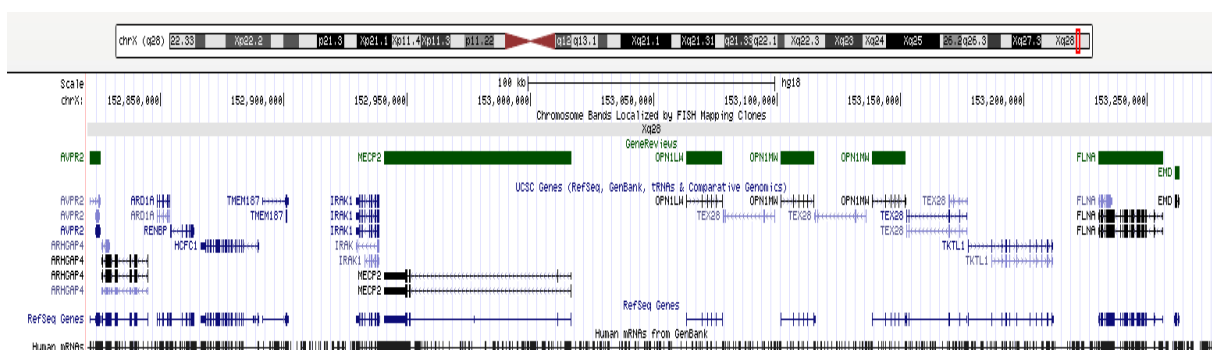 chrX (q28) 22.33 Xp22.2 p21.3 Xp21.1 Xp11.4 Xp11.3 p11.22 q12 q13.1 Xq21.1 Xq21.31 q21.33 q22.1 Xq22.3 Xq23 Xq24 Xq25 26.2 q26.3 Xq27.3 Xq28
Scale 100 kb hg18
chrX: 152,850,000 152,900,000 152,950,000 153,000,000 153,050,000 153,100,000 153,150,000 153,200,000 153,250,000
Chromosome Bands Localized by FISH Mapping Clones
Xq28
GeneReviews
AVPR2 MECP2 OPN1LW OPN1MW OPN1MW FLNA
EMD
UCSC Genes (RefSeq, GenBank, tRNAs & Comparative Genomics)
AVPR2 ARD1A TMEM187 IRAK1 OPN1LW OPN1MW OPN1MW TEX28 FLNA EMD
AVPR2 ARD1A TMEM187 IRAK1 TEX28 TEX28 TEX28 FLNA
AVPR2 RENBP IRAK1 TEX28 FLNA
ARHGAP4 HCFC1 IRAK TKTL1
ARHGAP4 IRAK1 TKTL1
ARHGAP4 MECP2
ARHGAP4 MECP2
RefSeq Genes
RefSeq Genes
Human mRNAs from GenBank
Human mRNAs